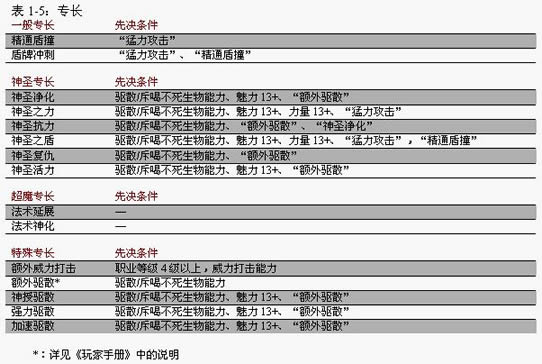 表 1-5：专长
一般专长 先决条件
精通盾撞 “猛力攻击”
盾牌冲刺 “猛力攻击”、“精通盾撞”
神圣专长 先决条件
神圣净化 驱散/斥喝不死生物能力、魅力 13+、“额外驱散”
神圣之力 驱散/斥喝不死生物能力、魅力 13+、力量 13+、“猛力攻击”
神圣抗力 驱散/斥喝不死生物能力、“额外驱散”、“神圣净化”
神圣之盾 驱散/斥喝不死生物能力、魅力 13+、力量 13+、“猛力攻击”,“精通盾撞”
神圣复仇 驱散/斥喝不死生物能力、“额外驱散”
神圣活力 驱散/斥喝不死生物能力、魅力 13+、“额外驱散”
超魔专长 先决条件
法术延展 —
法术神化 —
特殊专长 先决条件
额外威力打击 职业等级 4 级以上，威力打击能力
额外驱散* 驱散/斥喝不死生物能力
神授驱散 驱散/斥喝不死生物能力、魅力 13+、“额外驱散”
强力驱散 驱散/斥喝不死生物能力、魅力 13+、“额外驱散”
加速驱散 驱散/斥喝不死生物能力、魅力 13+、“额外驱散”
*：详见《玩家手册》中的说明